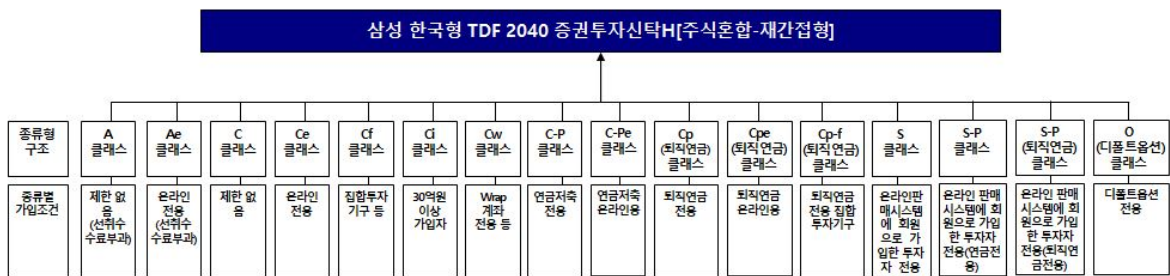 삼성 한국형 TDF 2040 증권투자신탁H[주식혼합-재간접형]
종류형
구조
A
클래스
Ae
클래스
C
클래스
Ce
클래스
Cf
클래스
Ci
클래스
Cw
클래스
C-P
클래스
C-Pe
클래스
Cp
(퇴직연금)
클래스
Cpe
(퇴직연금)
클래스
Cp-f
(퇴직연금)
클래스
S
클래스
S-P
클래스
S-P
(퇴직연금)
클래스
O
(디폴트옵션)
클래스
종류별
가입조건
제한 없
음
(선취수
수료부과)
온라인
전용
(선취수
수료부과)
제한 없
음
온라인
전용
집합투자
기구 등
30억원
이상
가입자
Wrap
계좌
전용 등
연금저축
전용
연금저축
온라인용
퇴직연금
전용
퇴직연금
온라인용
퇴직연금
전용 집합
투자기구
온라인판
매시스템
에 회원
으로 가
입한 투자
자 전용
온라인 판매
시스템에 회
원으로 가입
한 투자자
전용(연금전
용)
온라인 판매
시스템에 회
원으로 가입
한 투자자
전용(퇴직연
금전용)
디폴트옵션
전용